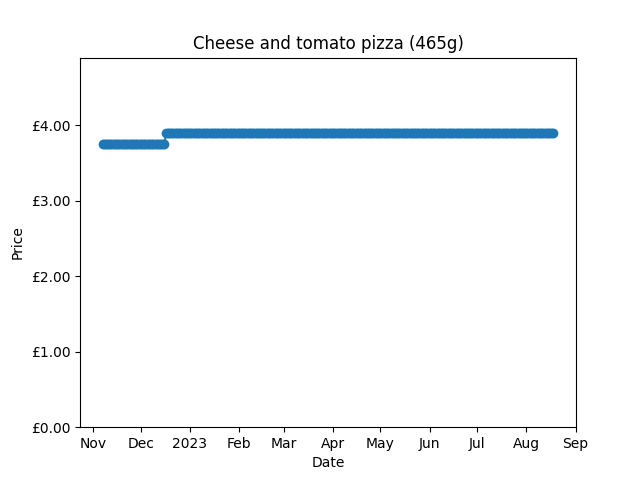 Cheese and tomato pizza (465g)
£4.00
£3.00
£2.00
£1.00
£0.00
Price
Nov Dec 2023 Feb Mar Apr May Jun Jul Aug Sep
Date